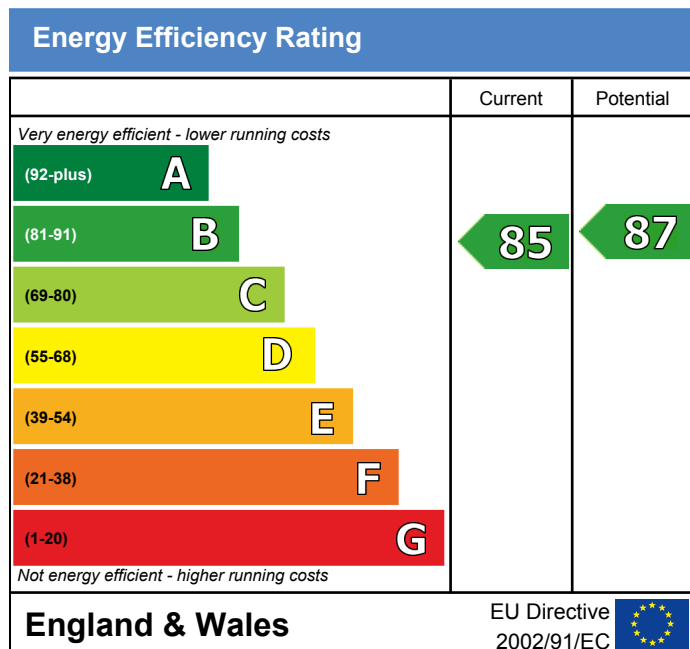 Energy Efficiency Rating
Current Potential
Very energy efficient - lower running costs
(92-plus) A
(81-91) B
85
87
(69-80) C
(55-68) D
(39-54) E
(21-38) F
(1-20) G
Not energy efficient - higher running costs
England & Wales
EU Directive
2002/91/EC